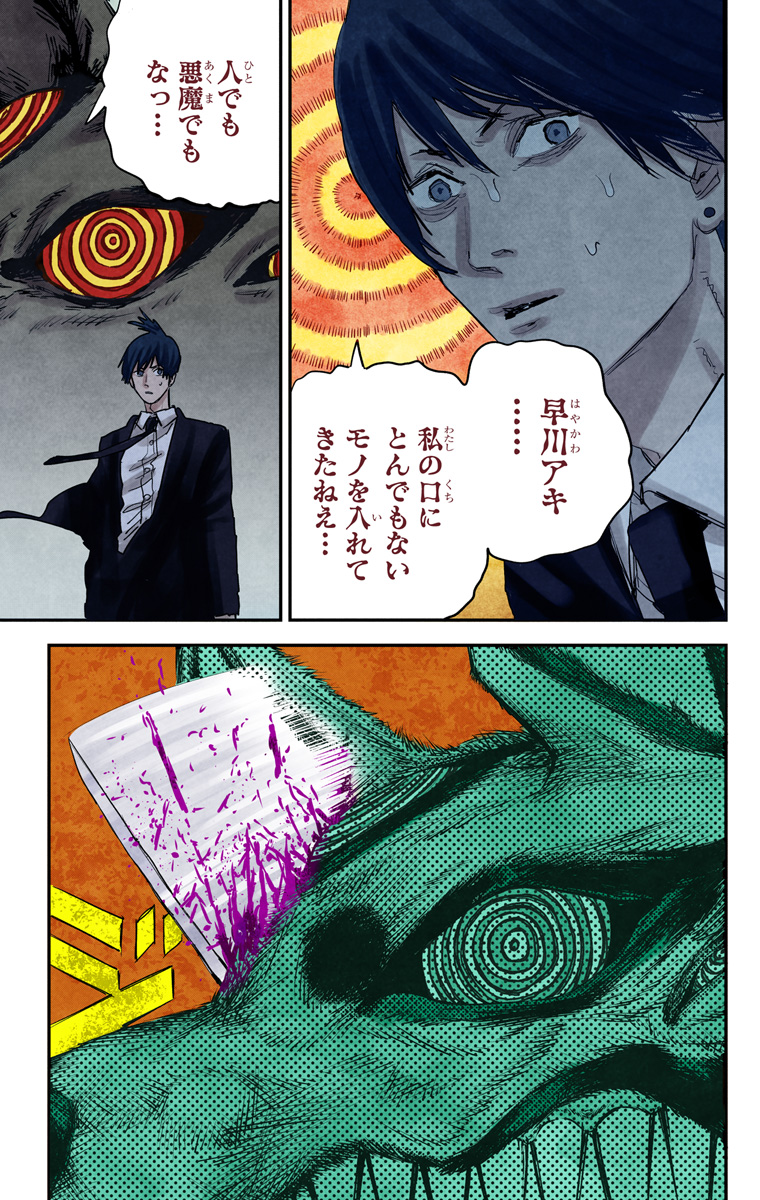 早川アキ
……
私の口に
とんでもない
モノを入れて
きたねえ…
人でも
悪魔でも
なっ…